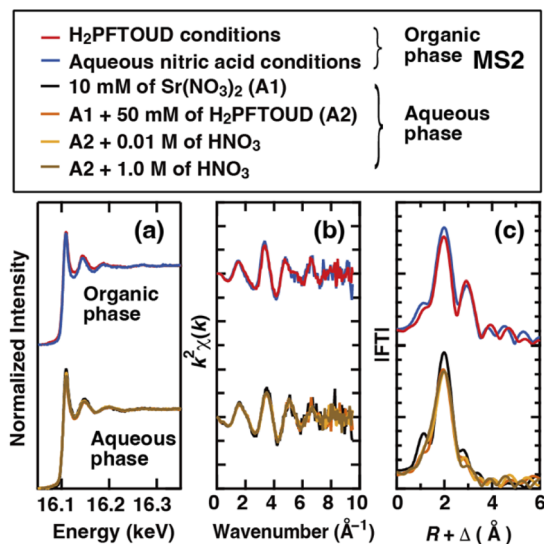 H₂PFTOUD conditions
Aqueous nitric acid conditions
Organic
phase MS2
10 mM of Sr(NO₃)₂ (A1)
A1 + 50 mM of H₂PFTOUD (A2)
A2 + 0.01 M of HNO₃
A2 + 1.0 M of HNO₃
Aqueous
phase
(a)
(b)
(c)
Organic
phase
Aqueous
phase
Normalized Intensity
k²χ(k)
|FT|
16.1 16.2 16.3
0 2 4 6 8 10
0 2 4 6
Energy (keV)
Wavenumber (Å⁻¹)
R + Δ (Å)